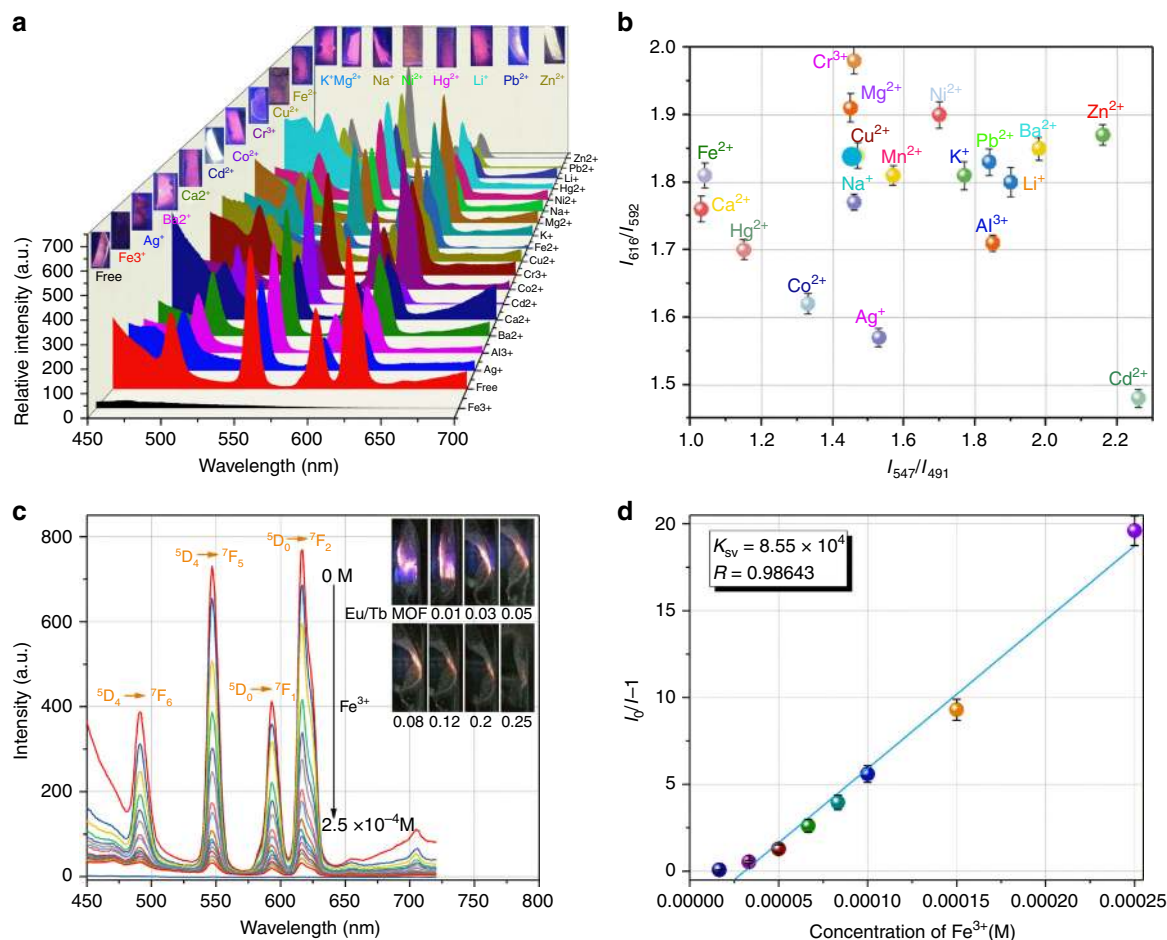 a
K⁺ Mg²⁺ Na⁺ Ni²⁺ Hg²⁺ Li⁺ Pb²⁺ Zn²⁺
Fe²⁺
Cu²⁺
Cr³⁺
Co²⁺
Cd²⁺
Ca2⁺
Ba2⁺
Ag⁺
Fe3⁺
Free
Zn2+
Pb2+
Li+
Hg2+
Ni2+
Na+
Mg2+
K+
Fe2+
Cu2+
Cr3+
Co2+
Cd2+
Ca2+
Ba2+
Al3+
Ag+
Free
Fe3+
Relative intensity (a.u.)
700
600
500
400
300
200
100
0
450 500 550 600 650 700
Wavelength (nm)
b
I₆₁₆/I₅₉₂
2.0
1.9
1.8
1.7
1.6
1.5
Cr³⁺
Mg²⁺
Ni²⁺
Zn²⁺
Cu²⁺
Pb²⁺
Ba²⁺
Fe²⁺
Mn²⁺
K⁺
Na⁺
Li⁺
Ca²⁺
Al³⁺
Hg²⁺
Co²⁺
Ag⁺
Cd²⁺
1.0 1.2 1.4 1.6 1.8 2.0 2.2
I₅₄₇/I₄₉₁
c
Intensity (a.u.)
800
600
400
200
0
⁵D₀ → ⁷F₂
⁵D₄ → ⁷F₅
⁵D₀ → ⁷F₁
⁵D₄ → ⁷F₆
0 M
Fe³⁺
2.5 ×10⁻⁴M
Eu/Tb MOF 0.01 0.03 0.05
0.08 0.12 0.2 0.25
450 500 550 600 650 700 750 800
Wavelength (nm)
d
I₀/I–1
20
15
10
5
0
K_sv = 8.55 × 10⁴
R = 0.98643
0.00000 0.00005 0.00010 0.00015 0.00020 0.00025
Concentration of Fe³⁺(M)